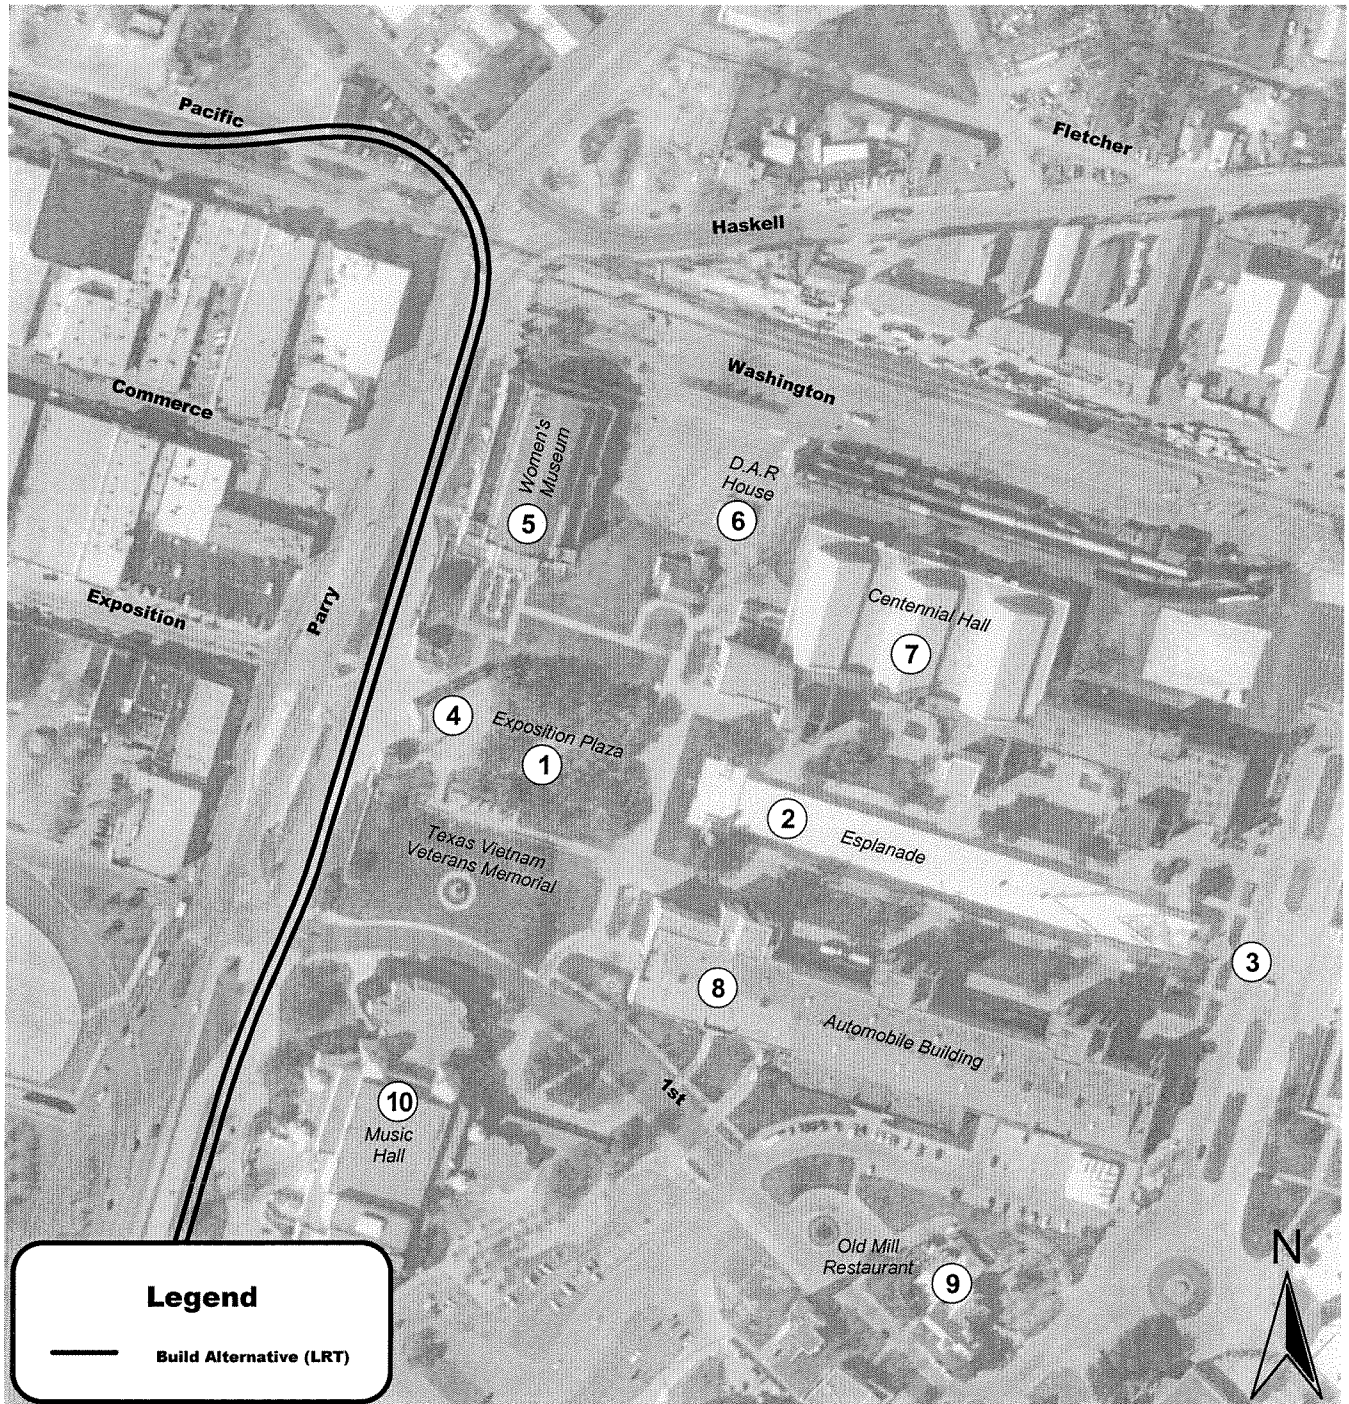 Pacific
Fletcher
Haskell
Washington
Commerce
Women's
Museum
5
D.A.R
House
6
Exposition
Parry
Centennial Hall
7
4
Exposition Plaza
1
2
Esplanade
Texas Vietnam
Veterans Memorial
3
8
Automobile Building
1st
10
Music
Hall
Old Mill
Restaurant
9
N
Legend
Build Alternative (LRT)